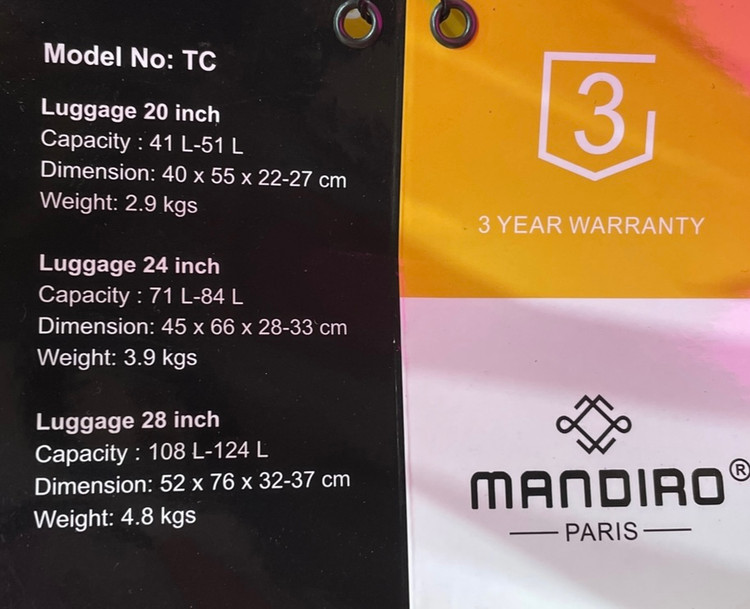 Model No: TC
Luggage 20 inch
Capacity : 41 L-51 L
Dimension: 40 x 55 x 22-27 cm
Weight: 2.9 kgs
Luggage 24 inch
Capacity : 71 L-84 L
Dimension: 45 x 66 x 28-33 cm
Weight: 3.9 kgs
Luggage 28 inch
Capacity : 108 L-124 L
Dimension: 52 x 76 x 32-37 cm
Weight: 4.8 kgs
3
3 YEAR WARRANTY
MANDIRO®
PARIS